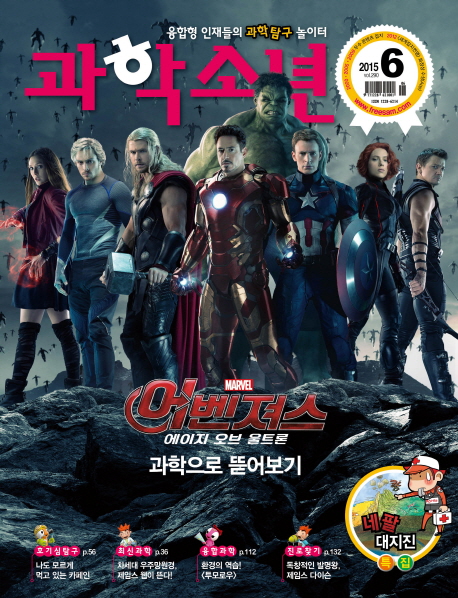 융합형 인재들의 과학탐구 놀이터
과학소년
2015 6
vol.290
ISSN 1228-6314
www.freesam.com
MARVEL
어벤져스
에이지 오브 울트론
과학으로 뜯어보기
네팔
대지진
특집
호기심탐구 p.56
나도 모르게
먹고 있는 카페인
최신과학 p.36
차세대 우주망원경
제임스 웹이 뜬다!
융합과학 p.112
환경의 역습!
<투모로우>
진로찾기 p.132
독창적인 발명왕,
제임스 다이슨